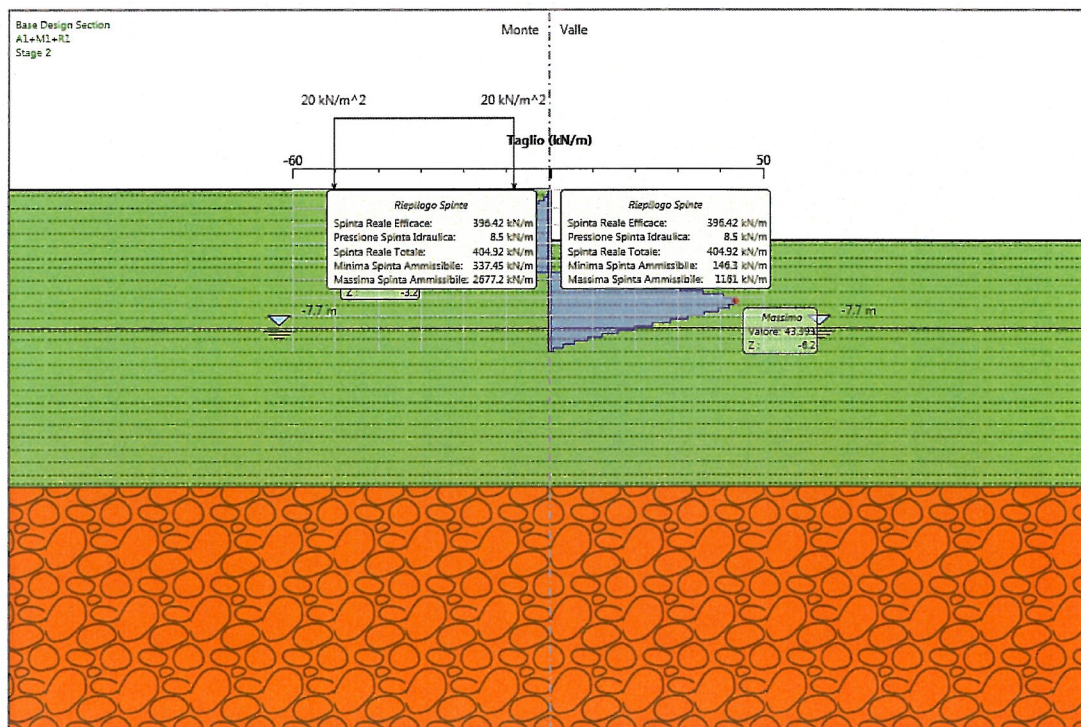 Base Design Section
A1+M1+R1
Stage 2
Monte
Valle
20 kN/m^2
20 kN/m^2
Taglio (kN/m)
-60
50
Riepilogo Spinte
Spinta Reale Efficace: 396.42 kN/m
Pressione Spinta Idraulica: 8.5 kN/m
Spinta Reale Totale: 404.92 kN/m
Minima Spinta Ammissibile: 337.45 kN/m
Massima Spinta Ammissibile: 2677.2 kN/m
Riepilogo Spinte
Spinta Reale Efficace: 396.42 kN/m
Pressione Spinta Idraulica: 8.5 kN/m
Spinta Reale Totale: 404.92 kN/m
Minima Spinta Ammissibile: 146.3 kN/m
Massima Spinta Ammissibile: 1161 kN/m
Z : -3.2
-7.7 m
Massimo
Valore: 43.393
Z : -6.2
-7.7 m